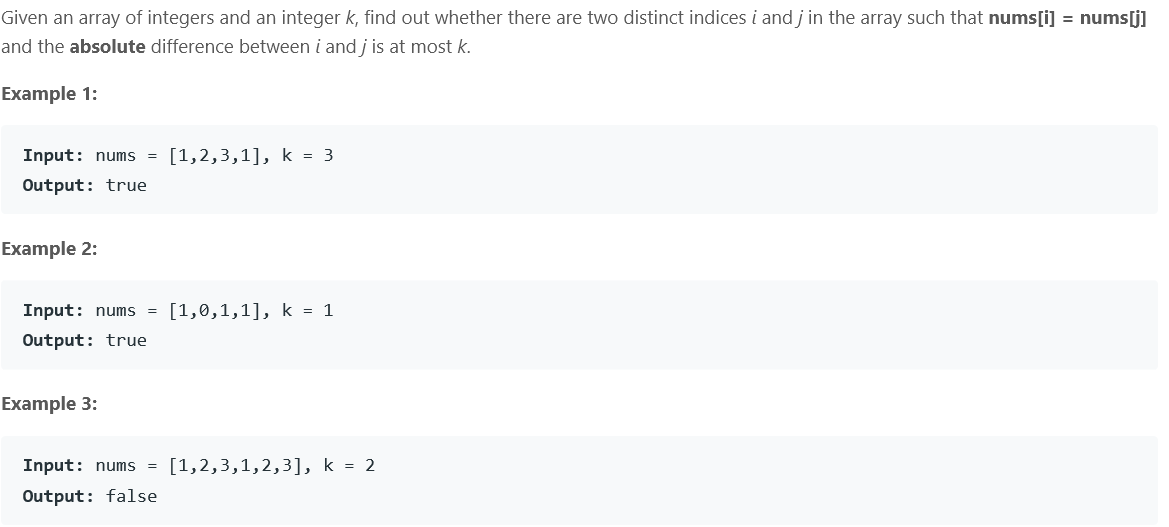 Given an array of integers and an integer k, find out whether there are two distinct indices i and j in the array such that nums[i] = nums[j]
and the absolute difference between i and j is at most k.
Example 1:
Input: nums = [1,2,3,1], k = 3
Output: true
Example 2:
Input: nums = [1,0,1,1], k = 1
Output: true
Example 3:
Input: nums = [1,2,3,1,2,3], k = 2
Output: false